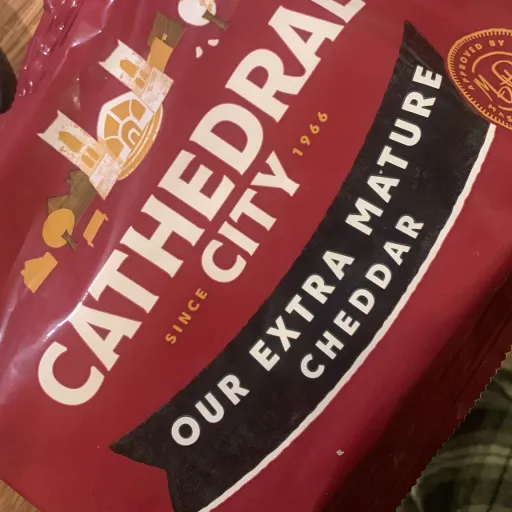 CATHEDRAL
CITY
SINCE 1966
OUR EXTRA MATURE
CHEDDAR
APPROVED BY